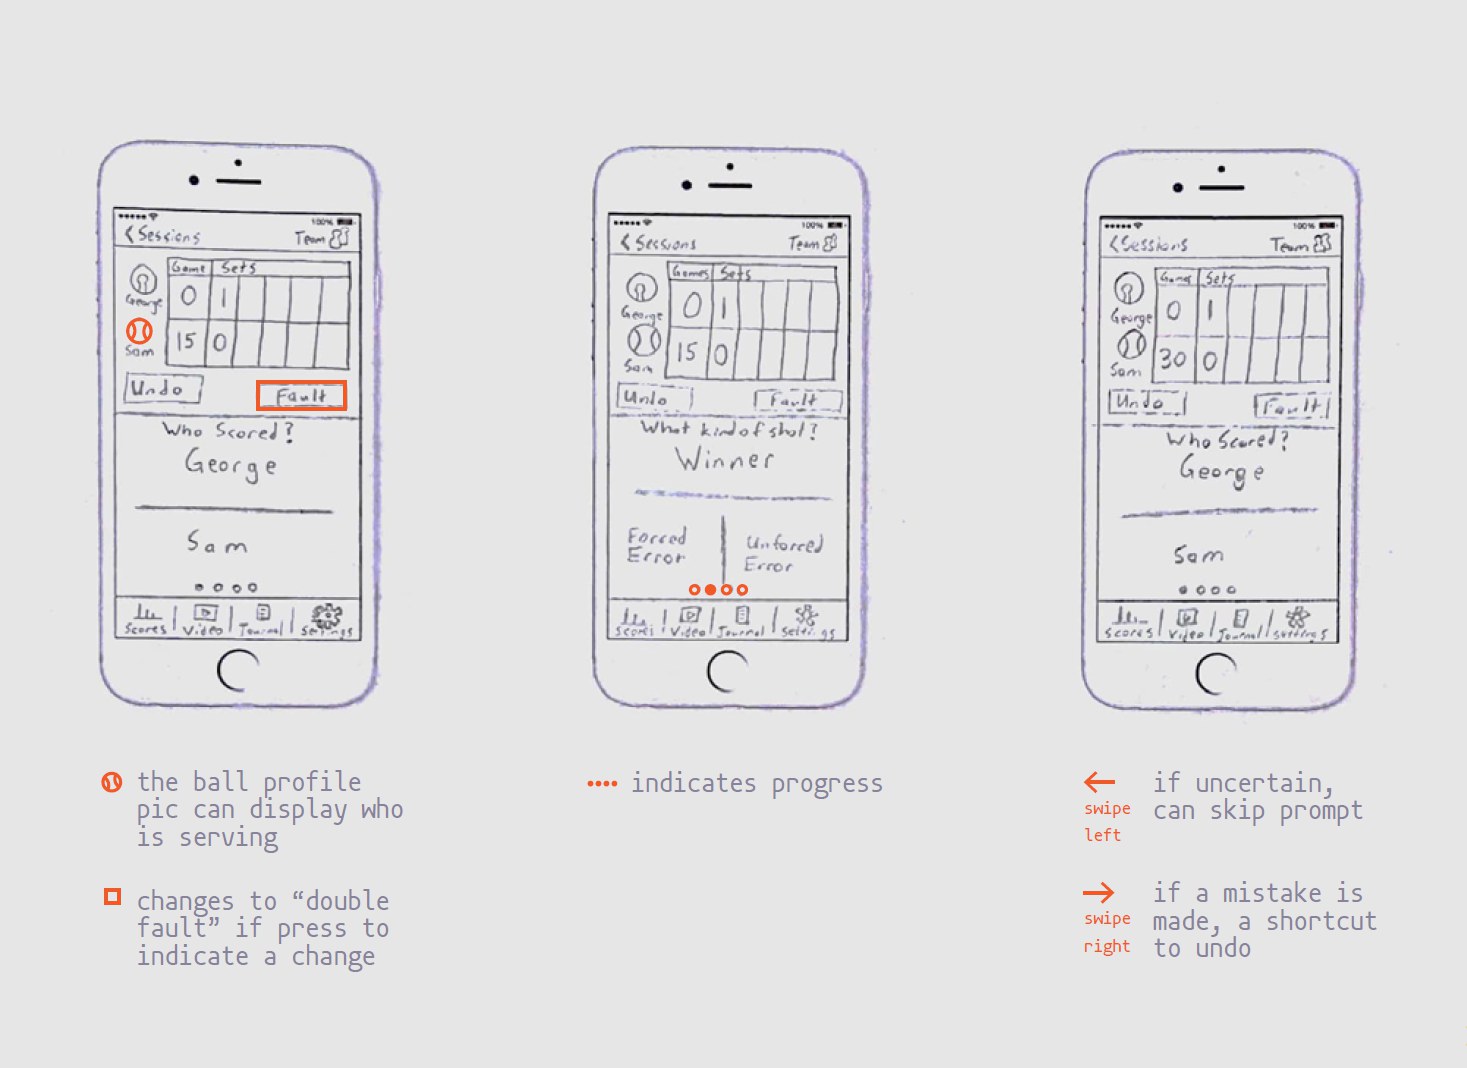 100%
< Sessions Team
Game Sets
George 0 1
Sam 15 0
Undo Fault
Who Scored?
George
Sam
Scores Video Journal Settings
100%
< Sessions Team
Games Sets
George 0 1
Sam 15 0
Undo Fault
What kind of shot?
Winner
Forced Error
Unforced Error
Scores Video Journal Settings
100%
< Sessions Team
Games Sets
George 0 1
Sam 30 0
Undo Fault
Who Scored?
George
Sam
Scores Video Journal Settings
the ball profile
pic can display who
is serving
changes to “double
fault” if press to
indicate a change
indicates progress
swipe
left
if uncertain,
can skip prompt
swipe
right
if a mistake is
made, a shortcut
to undo